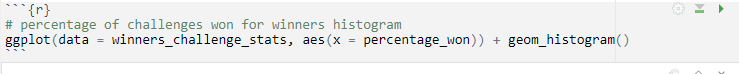 ```{r}
# percentage of challenges won for winners histogram
ggplot(data = winners_challenge_stats, aes(x = percentage_won)) + geom_histogram()
```